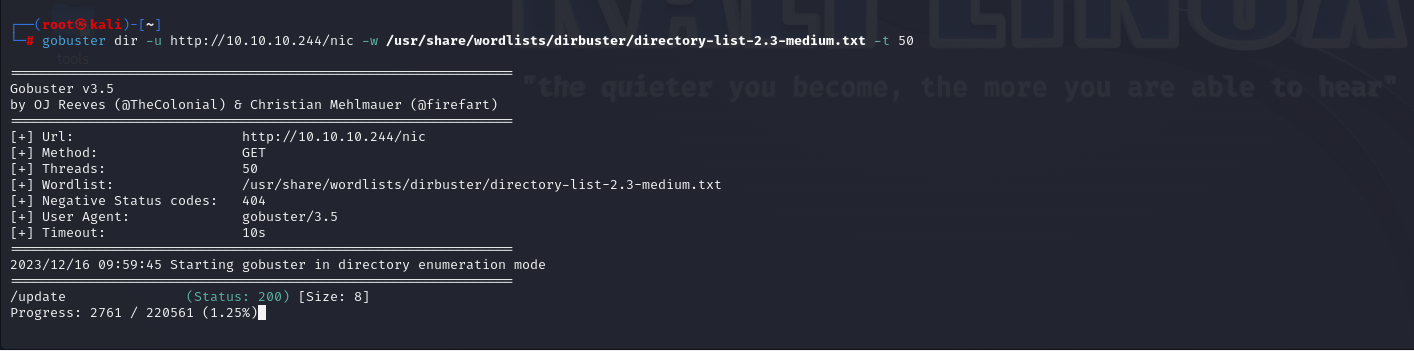 ┌──(root㉿kali)-[~]
└─# gobuster dir -u http://10.10.10.244/nic -w /usr/share/wordlists/dirbuster/directory-list-2.3-medium.txt -t 50
tools
===============================================================
"the quieter you become, the more you are able to hear"
Gobuster v3.5
by OJ Reeves (@TheColonial) & Christian Mehlmauer (@firefart)
===============================================================
[+] Url:                     http://10.10.10.244/nic
[+] Method:                  GET
[+] Threads:                 50
[+] Wordlist:                /usr/share/wordlists/dirbuster/directory-list-2.3-medium.txt
[+] Negative Status codes:   404
[+] User Agent:              gobuster/3.5
[+] Timeout:                 10s
===============================================================
2023/12/16 09:59:45 Starting gobuster in directory enumeration mode
===============================================================
/update               (Status: 200) [Size: 8]
Progress: 2761 / 220561 (1.25%)